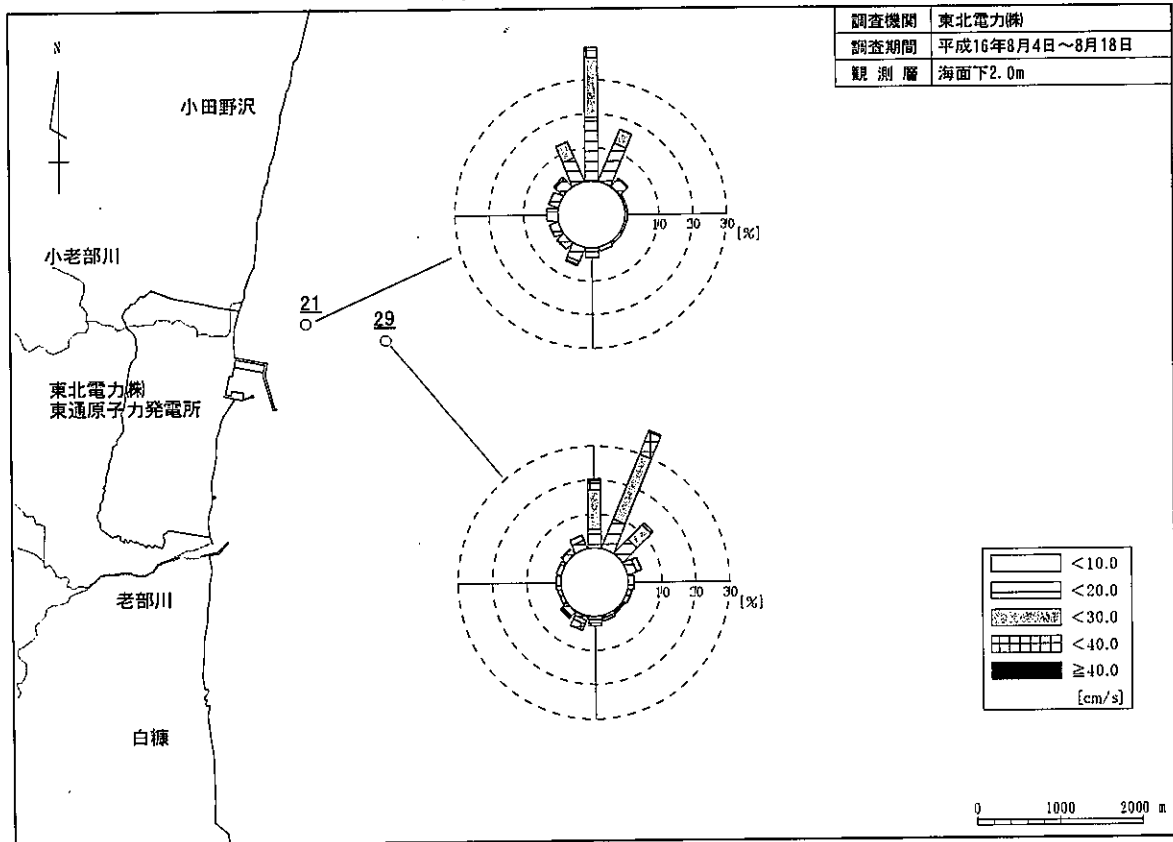 調査機関 東北電力㈱
調査期間 平成16年8月4日～8月18日
観測層 海面下2.0m
N
小田野沢
小老部川
21
29
東北電力㈱
東通原子力発電所
老部川
白糠
10 20 30 [%]
10 20 30 [%]
<10.0
<20.0
<30.0
<40.0
≧40.0
[cm/s]
0 1000 2000 m